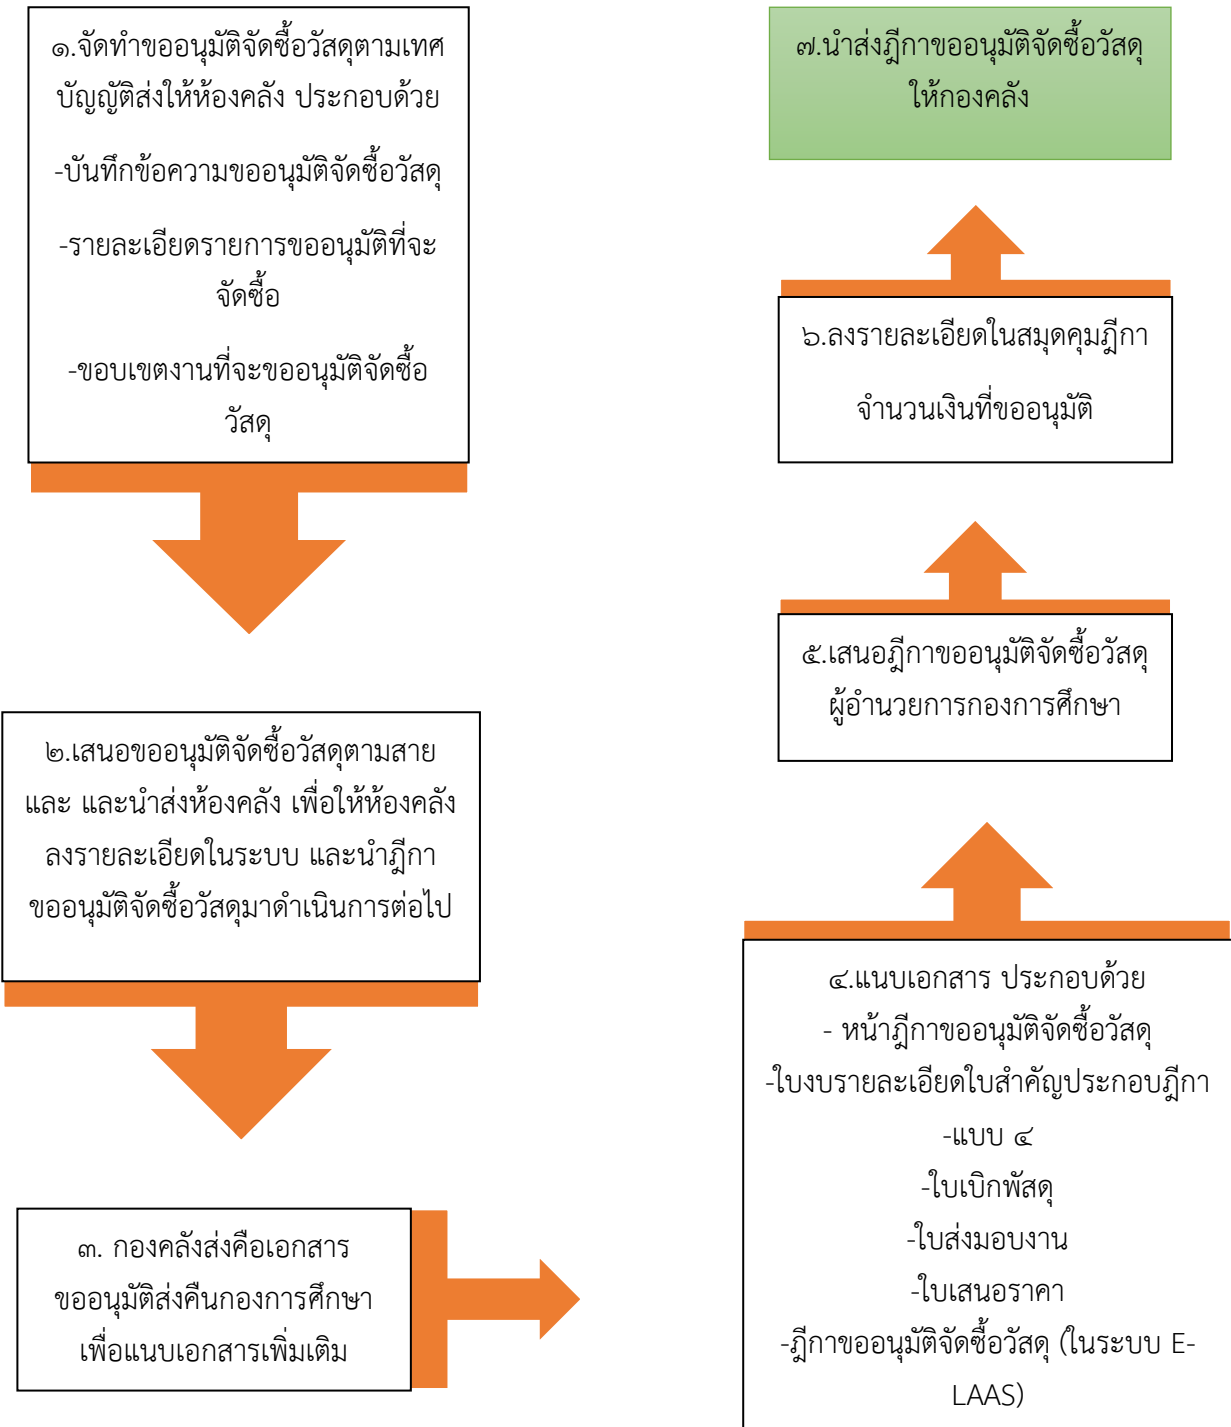 ๑.จัดทำขออนุมัติจัดซื้อวัสดุตามเทศ
บัญญัติส่งให้ห้องคลัง ประกอบด้วย
-บันทึกข้อความขออนุมัติจัดซื้อวัสดุ
-รายละเอียดรายการขออนุมัติที่จะ
จัดซื้อ
-ขอบเขตงานที่จะขออนุมัติจัดซื้อ
วัสดุ
๒.เสนอขออนุมัติจัดซื้อวัสดุตามสาย
และ และนำส่งห้องคลัง เพื่อให้ห้องคลัง
ลงรายละเอียดในระบบ และนำฎีกา
ขออนุมัติจัดซื้อวัสดุมาดำเนินการต่อไป
๓. กองคลังส่งคือเอกสาร
ขออนุมัติส่งคืนกองการศึกษา
เพื่อแนบเอกสารเพิ่มเติม
๔.แนบเอกสาร ประกอบด้วย
- หน้าฎีกาขออนุมัติจัดซื้อวัสดุ
-ใบงบรายละเอียดใบสำคัญประกอบฎีกา
-แบบ ๔
-ใบเบิกพัสดุ
-ใบส่งมอบงาน
-ใบเสนอราคา
-ฎีกาขออนุมัติจัดซื้อวัสดุ (ในระบบ E-
LAAS)
๕.เสนอฎีกาขออนุมัติจัดซื้อวัสดุ
ผู้อำนวยการกองการศึกษา
๖.ลงรายละเอียดในสมุดคุมฎีกา
จำนวนเงินที่ขออนุมัติ
๗.นำส่งฎีกาขออนุมัติจัดซื้อวัสดุ
ให้กองคลัง